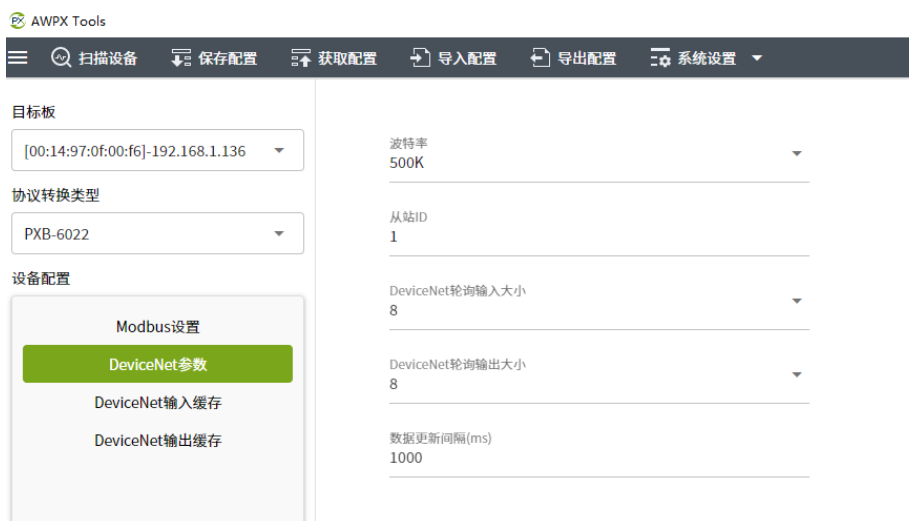 AWPX Tools
扫描设备 保存配置 获取配置 导入配置 导出配置 系统设置
目标板
[00:14:97:0f:00:f6]-192.168.1.136
协议转换类型
PXB-6022
设备配置
Modbus设置
DeviceNet参数
DeviceNet输入缓存
DeviceNet输出缓存
波特率
500K
从站ID
1
DeviceNet轮询输入大小
8
DeviceNet轮询输出大小
8
数据更新间隔(ms)
1000